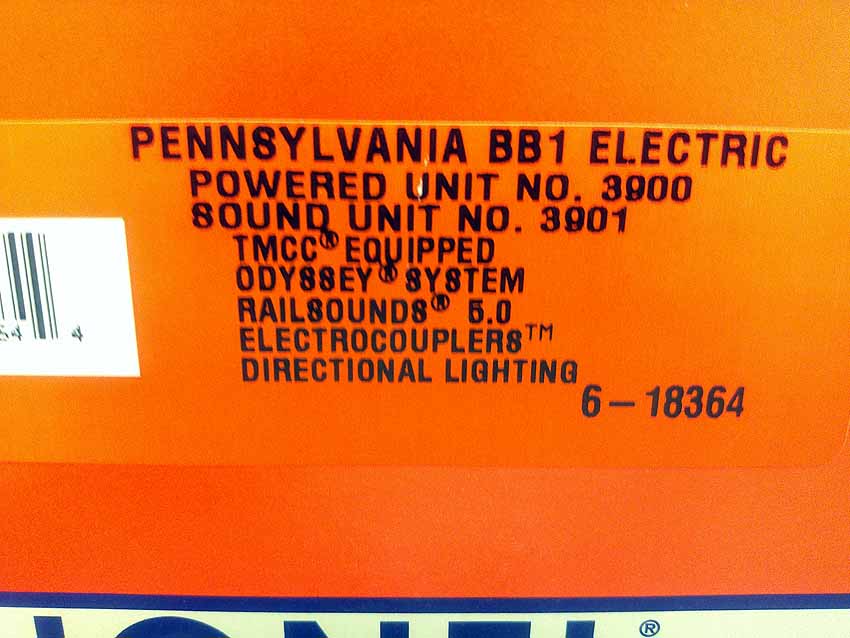 PENNSYLVANIA BB1 ELECTRIC
POWERED UNIT NO. 3900
SOUND UNIT NO. 3901
TMCC® EQUIPPED
ODYSSEY® SYSTEM
RAILSOUNDS® 5.0
ELECTROCOUPLERS™
DIRECTIONAL LIGHTING
6-18364
4